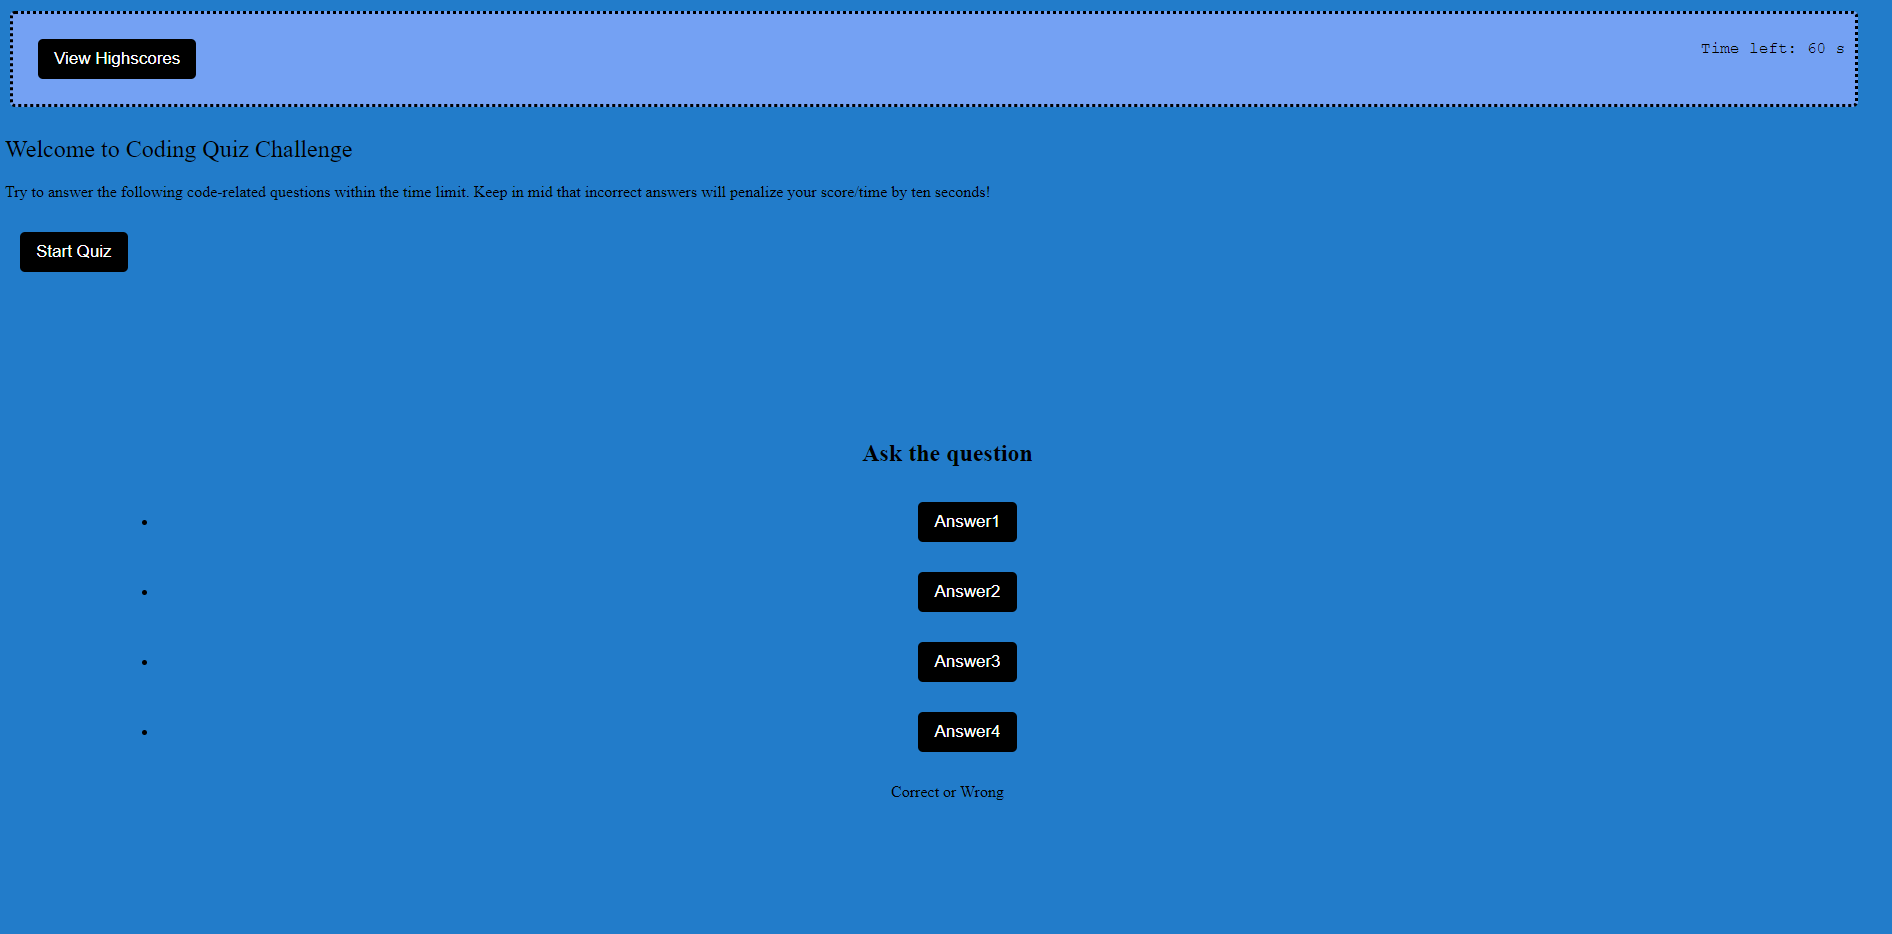 View Highscores
Time left: 60 s
Welcome to Coding Quiz Challenge
Try to answer the following code-related questions within the time limit. Keep in mid that incorrect answers will penalize your score/time by ten seconds!
Start Quiz
Ask the question
Answer1
Answer2
Answer3
Answer4
Correct or Wrong